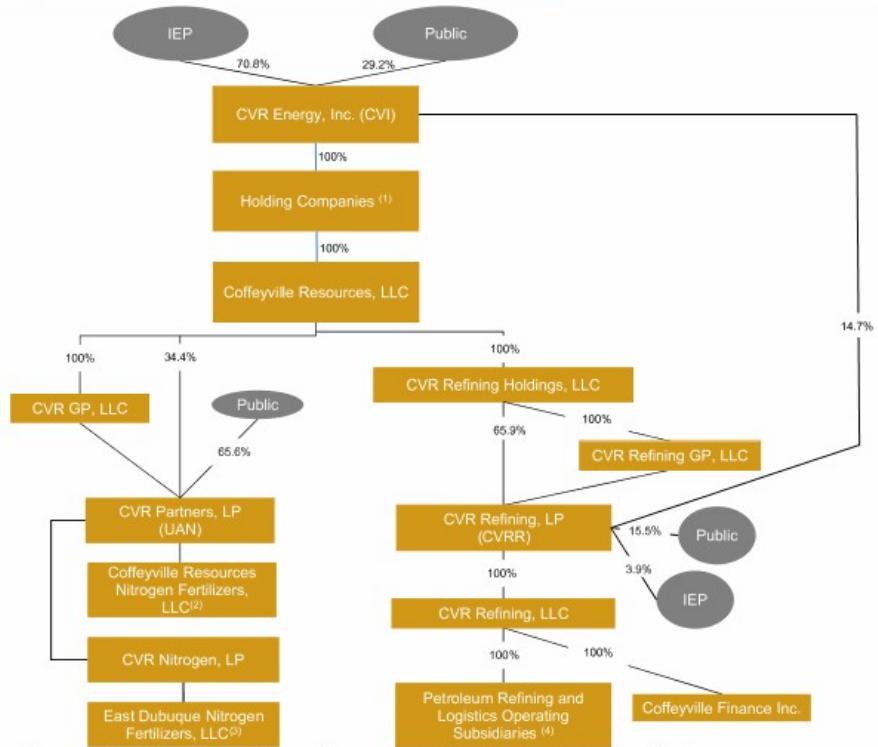 IEP
Public
70.8%
29.2%
CVR Energy, Inc. (CVI)
100%
Holding Companies (1)
100%
Coffeyville Resources, LLC
14.7%
100%
34.4%
100%
CVR Refining Holdings, LLC
CVR GP, LLC
Public
100%
65.9%
65.6%
CVR Refining GP, LLC
CVR Partners, LP
(UAN)
CVR Refining, LP
(CVRR)
15.5%
Public
3.9%
IEP
Coffeyville Resources
Nitrogen Fertilizers,
LLC(2)
100%
CVR Refining, LLC
CVR Nitrogen, LP
100%
100%
East Dubuque Nitrogen
Fertilizers, LLC(3)
Petroleum Refining and
Logistics Operating
Subsidiaries (4)
Coffeyville Finance Inc.